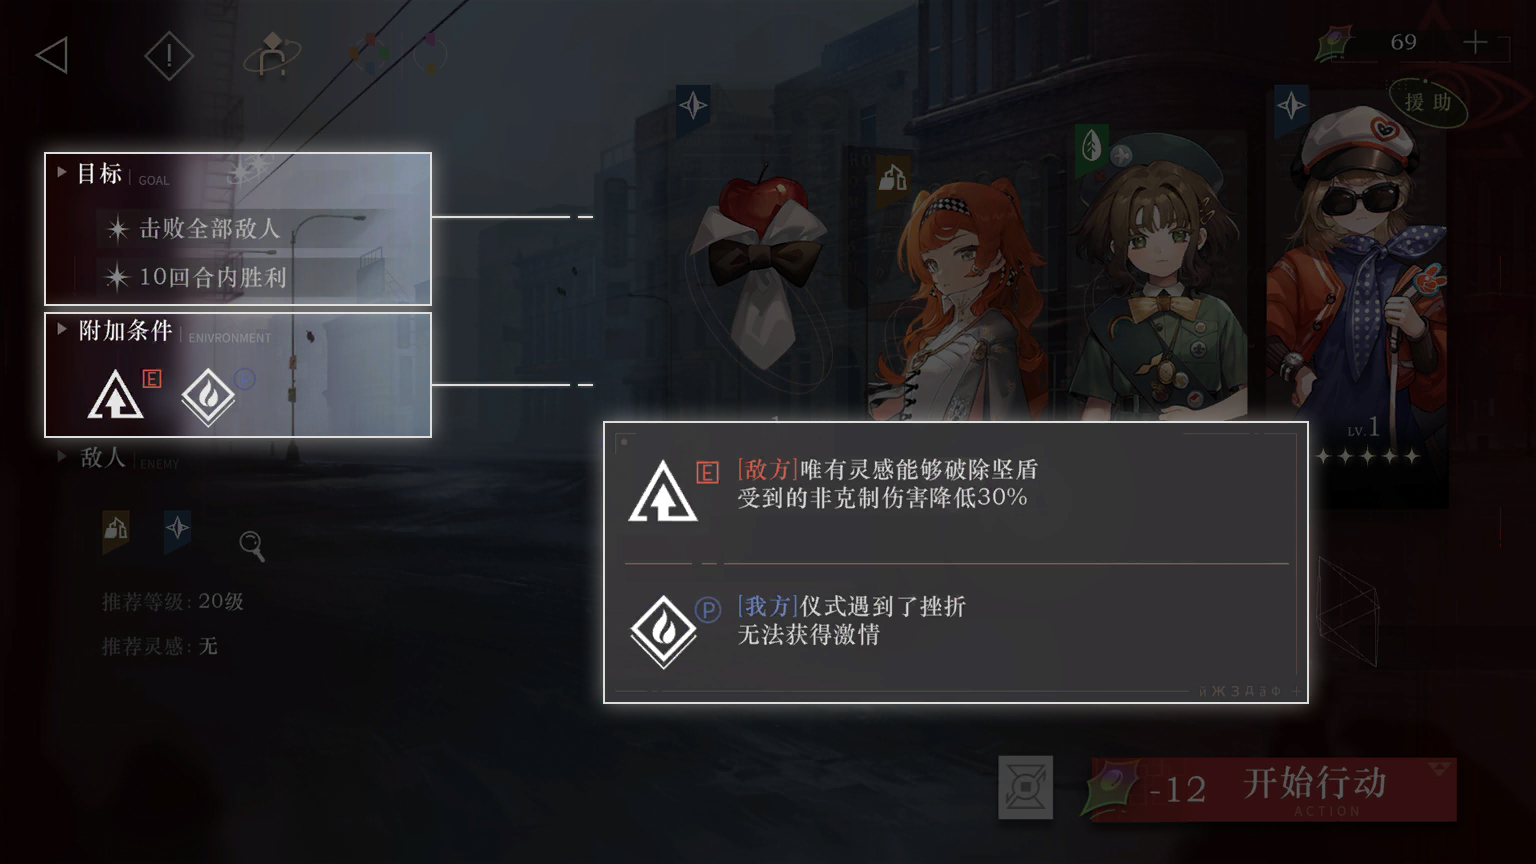 69
援助
目标 GOAL
击败全部敌人
10回合内胜利
附加条件 ENIVRONMENT
E
P
敌人 ENEMY
推荐等级: 20级
推荐灵感: 无
LV.1
E
[敌方]唯有灵感能够破除坚盾
受到的非克制伤害降低30%
P
[我方]仪式遇到了挫折
无法获得激情
-12
开始行动
ACTION